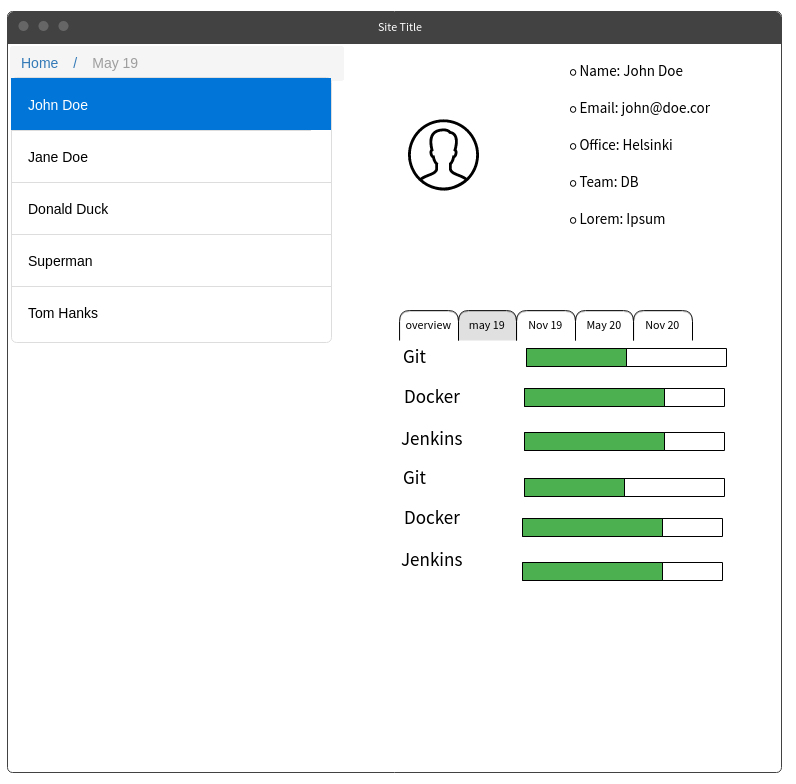 Site Title
Home / May 19
John Doe
Jane Doe
Donald Duck
Superman
Tom Hanks
Name: John Doe
Email: john@doe.cor
Office: Helsinki
Team: DB
Lorem: Ipsum
overview may 19 Nov 19 May 20 Nov 20
Git
Docker
Jenkins
Git
Docker
Jenkins